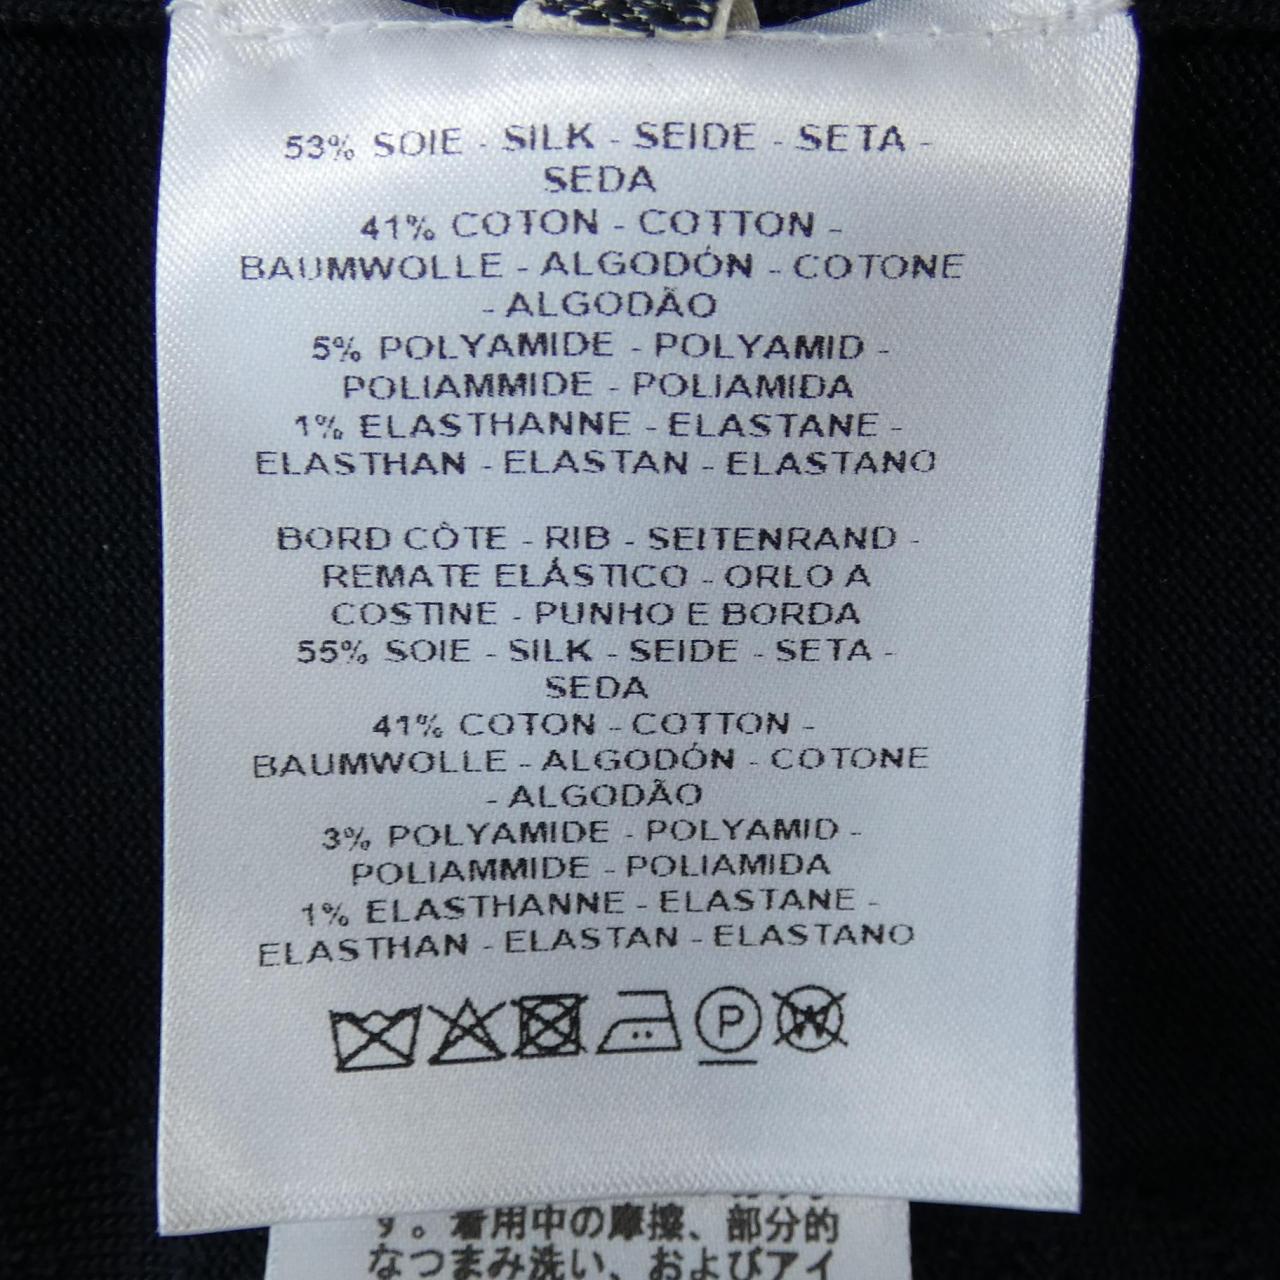 53% SOIE - SILK - SEIDE - SETA -
SEDA
41% COTON - COTTON -
BAUMWOLLE - ALGODÓN - COTONE
- ALGODÃO
5% POLYAMIDE - POLYAMID -
POLIAMMIDE - POLIAMIDA
1% ELASTHANNE - ELASTANE -
ELASTHAN - ELASTAN - ELASTANO
BORD CÔTE - RIB - SEITENRAND -
REMATE ELÁSTICO - ORLO A
COSTINE - PUNHO E BORDA
55% SOIE - SILK - SEIDE - SETA -
SEDA
41% COTON - COTTON -
BAUMWOLLE - ALGODÓN - COTONE
- ALGODÃO
3% POLYAMIDE - POLYAMID -
POLIAMMIDE - POLIAMIDA
1% ELASTHANNE - ELASTANE -
ELASTHAN - ELASTAN - ELASTANO
P W
す。着用中の摩擦、部分的
なつまみ洗い、およびアイ